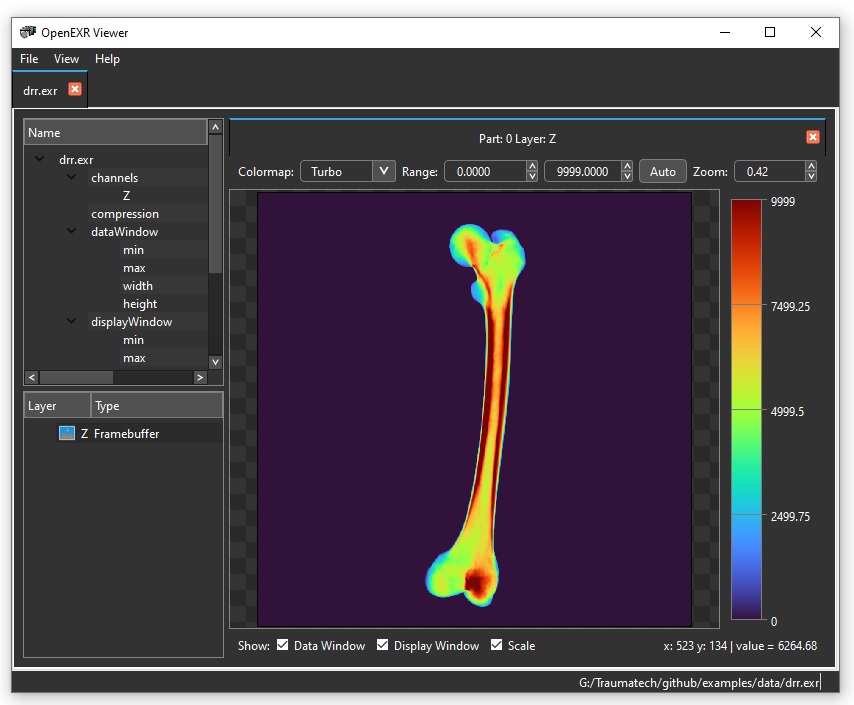 OpenEXR Viewer
File View Help
drr.exr
Name
drr.exr
channels
Z
compression
dataWindow
min
max
width
height
displayWindow
min
max
Layer Type
Z Framebuffer
Part: 0 Layer: Z
Colormap: Turbo Range: 0.0000 9999.0000 Auto Zoom: 0.42
9999
7499.25
4999.5
2499.75
0
Show: Data Window Display Window Scale
x: 523 y: 134 | value = 6264.68
G:/Traumatech/github/examples/data/drr.exr